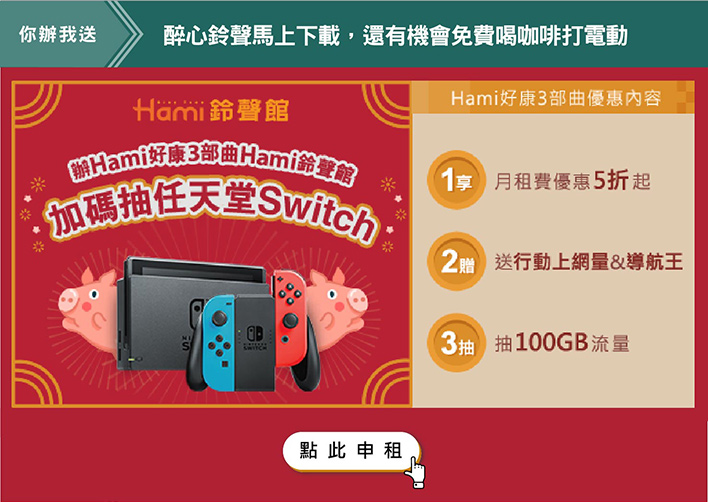 你辦我送
醉心鈴聲馬上下載，還有機會免費喝咖啡打電動
Hami 鈴聲館
辦Hami好康3部曲Hami鈴聲館
加碼抽任天堂Switch
NINTENDO
SWITCH
Hami好康3部曲優惠內容
1享 月租費優惠5折起
2贈 送行動上網量&導航王
3抽 抽100GB流量
點此申租